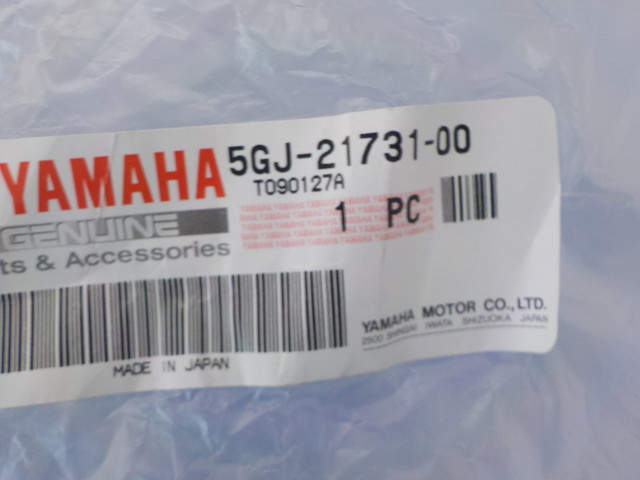 YAMAHA 5GJ-21731-00
T090127A
GENUINE
ts & Accessories
1 PC
MADE IN JAPAN
YAMAHA MOTOR CO.,LTD.
2500 SHINGAI IWATA SHIZUOKA JAPAN